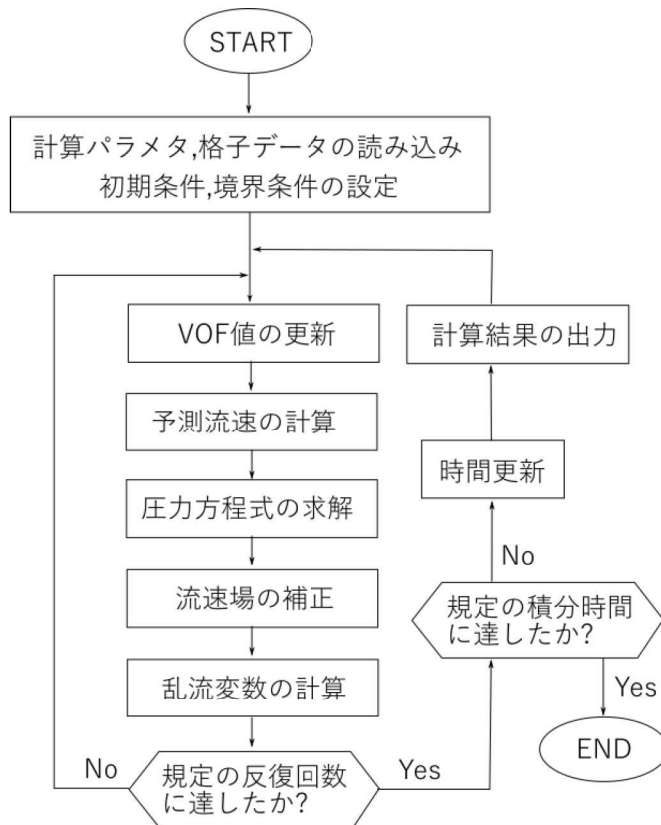 START
計算パラメタ,格子データの読み込み
初期条件,境界条件の設定
VOF値の更新
予測流速の計算
圧力方程式の求解
流速場の補正
乱流変数の計算
規定の反復回数
に達したか?
No
Yes
規定の積分時間
に達したか?
No
Yes
時間更新
計算結果の出力
END